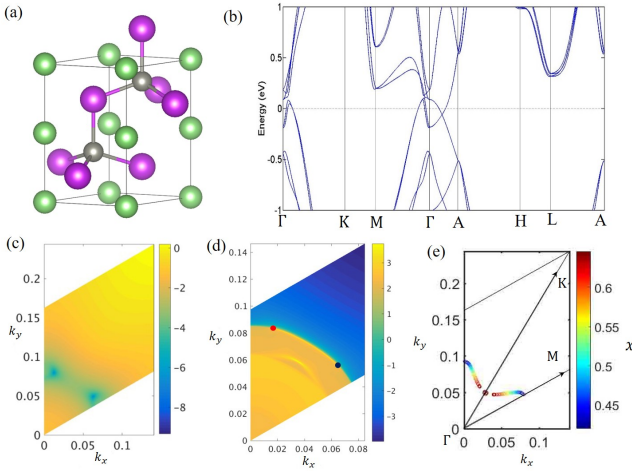 (a)
(b)
Energy (eV)
1
0.5
0
-0.5
-1
Γ K M Γ A H L A
(c)
k_y
0.2
0.1
0
0 0.05 0.1
k_x
0
-2
-4
-6
-8
(d)
k_y
0.14
0.12
0.1
0.08
0.06
0.04
0.02
0
0 0.02 0.04 0.06 0.08
k_x
3
2
1
0
-1
-2
-3
(e)
k_y
0.2
0.15
0.1
0.05
0
Γ
K
M
0 0.05 0.1
k_x
0.6
0.55
0.5
0.45
x